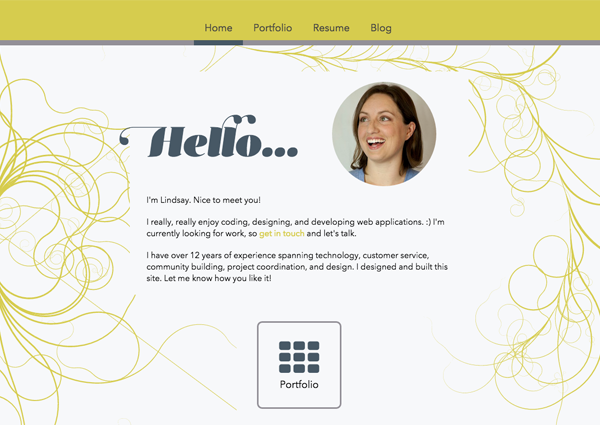 Home Portfolio Resume Blog
Hello...
I'm Lindsay. Nice to meet you!
I really, really enjoy coding, designing, and developing web applications. :) I'm
currently looking for work, so get in touch and let's talk.
I have over 12 years of experience spanning technology, customer service,
community building, project coordination, and design. I designed and built this
site. Let me know how you like it!
Portfolio